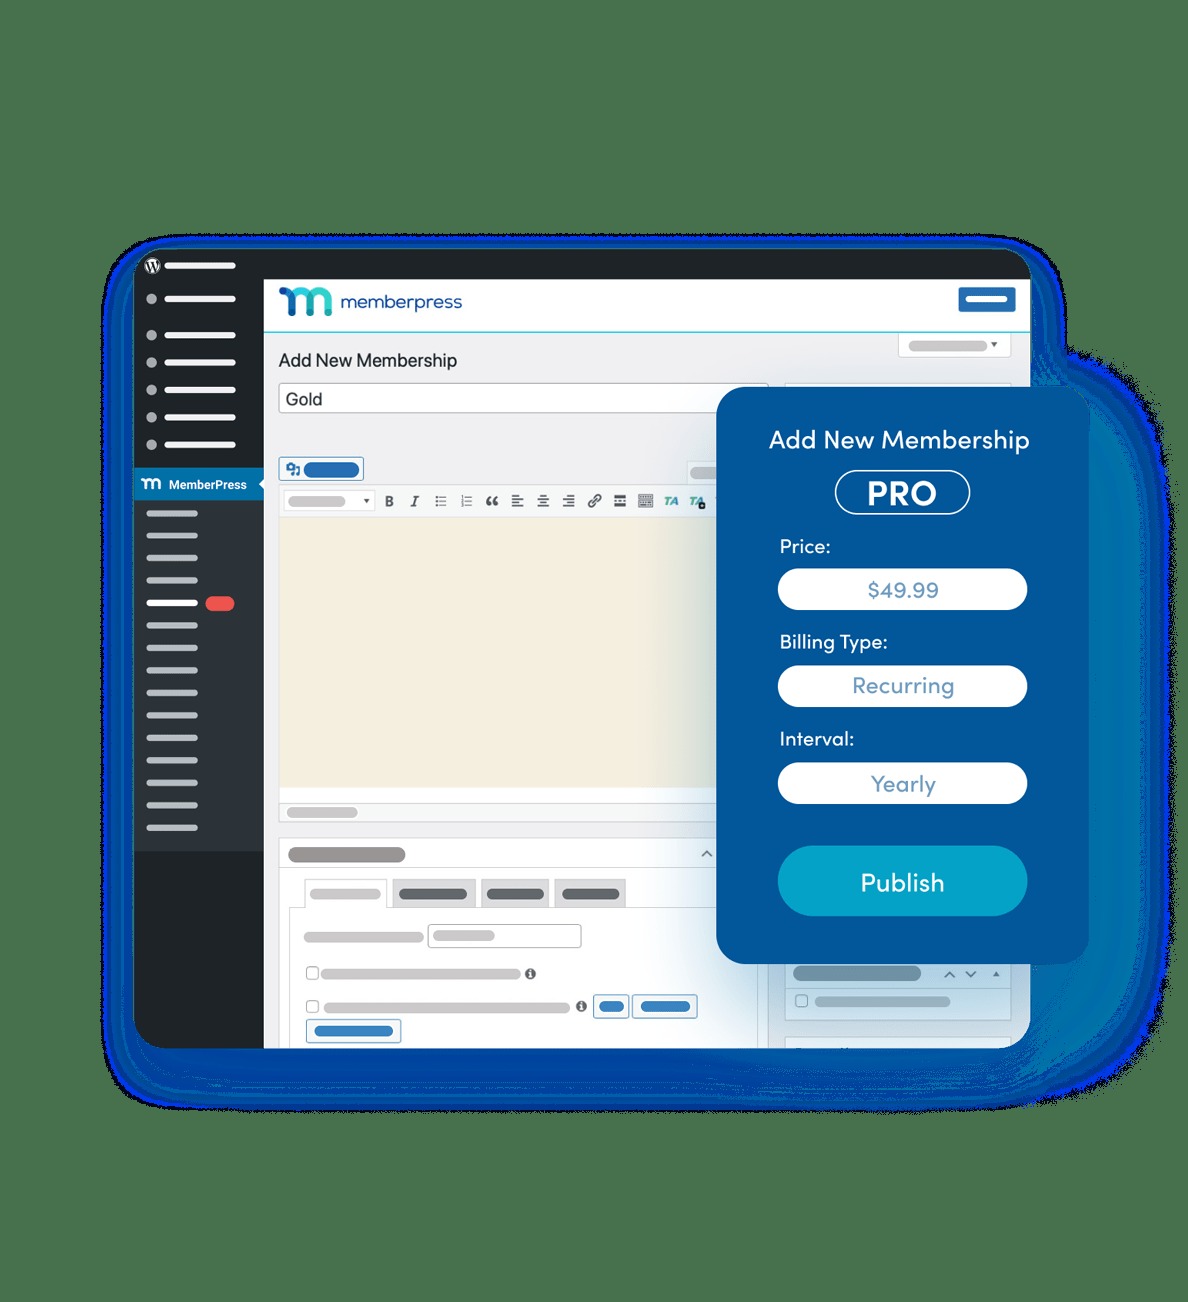 memberpress
Add New Membership
Gold
MemberPress
B I
TA TA
Add New Membership
PRO
Price:
$49.99
Billing Type:
Recurring
Interval:
Yearly
Publish